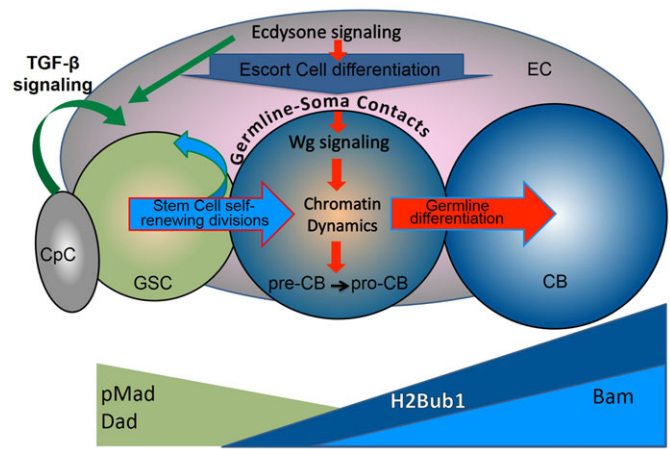 Ecdysone signaling
TGF-β
signaling
Escort Cell differentiation
EC
Germline-Soma Contacts
Wg signaling
Stem Cell self-
renewing divisions
Chromatin
Dynamics
Germline
differentiation
CpC
GSC
pre-CB → pro-CB
CB
pMad
Dad
H2Bub1
Bam